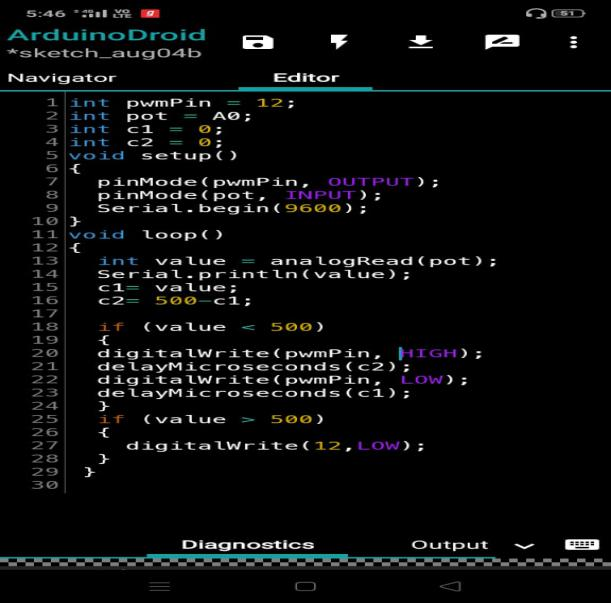 5:46 4G VO LTE g 51
ArduinoDroid
*sketch_aug04b
Navigator Editor
1 int pwmPin = 12;
2 int pot = A0;
3 int c1 = 0;
4 int c2 = 0;
5 void setup()
6 {
7 pinMode(pwmPin, OUTPUT);
8 pinMode(pot, INPUT);
9 Serial.begin(9600);
10 }
11 void loop()
12 {
13 int value = analogRead(pot);
14 Serial.println(value);
15 c1= value;
16 c2= 500-c1;
17
18 if (value < 500)
19 {
20 digitalWrite(pwmPin, HIGH);
21 delayMicroseconds(c2);
22 digitalWrite(pwmPin, LOW);
23 delayMicroseconds(c1);
24 }
25 if (value > 500)
26 {
27 digitalWrite(12,LOW);
28 }
29 }
30
Diagnostics Output